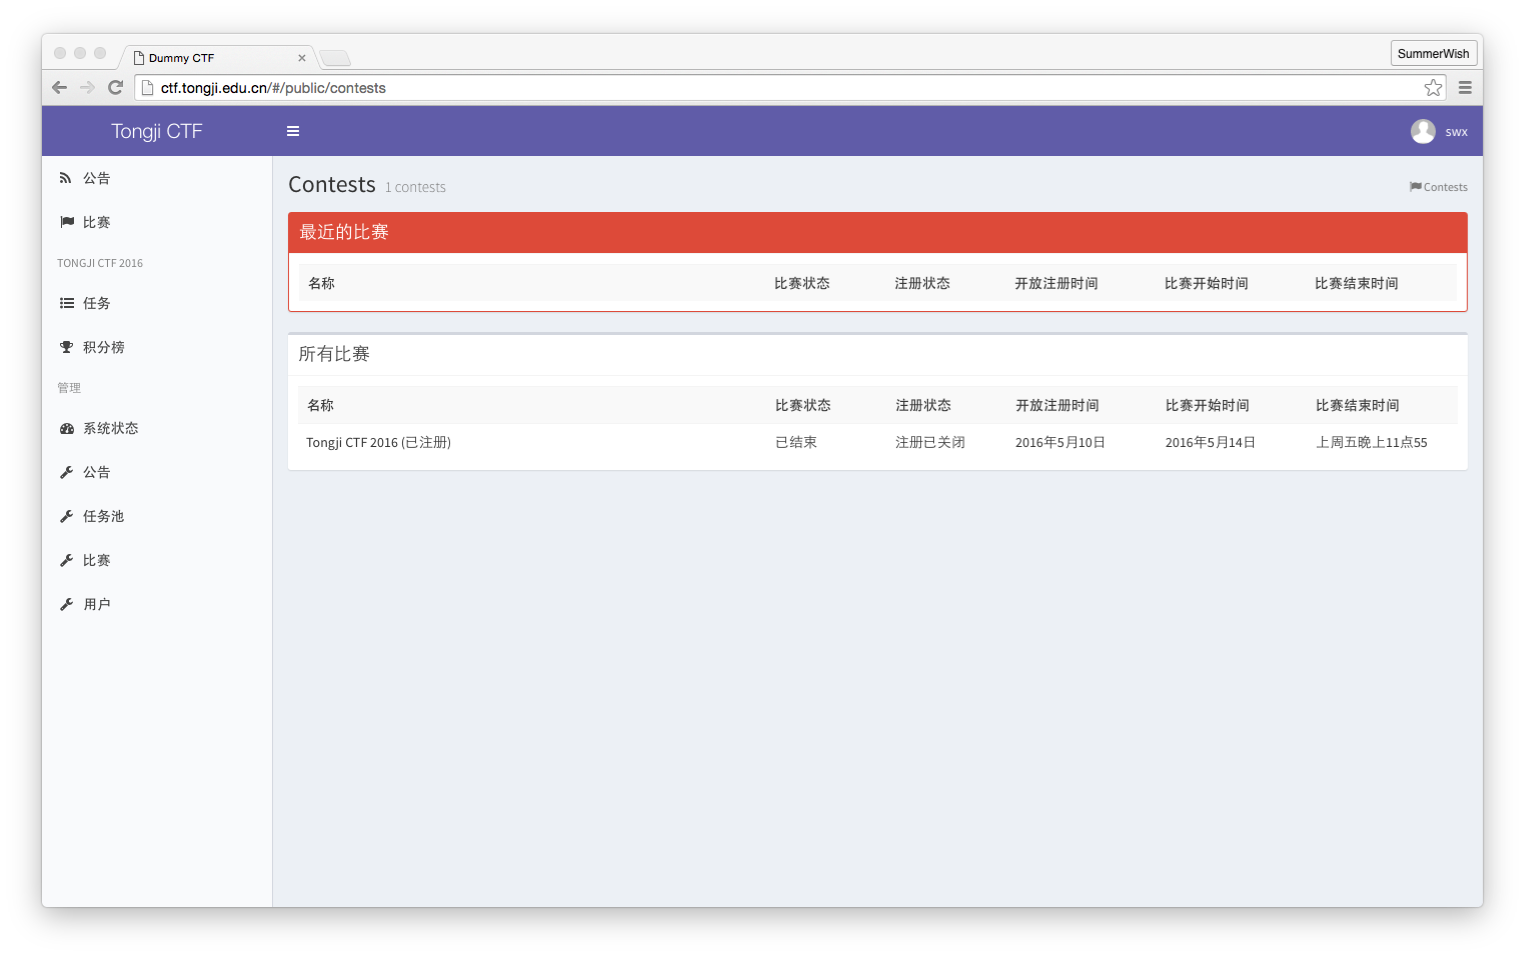 Dummy CTF
SummerWish
ctf.tongji.edu.cn/#/public/contests
Tongji CTF
swx
公告
比赛
TONGJI CTF 2016
任务
积分榜
管理
系统状态
公告
任务池
比赛
用户
Contests 1 contests
Contests
最近的比赛
名称 比赛状态 注册状态 开放注册时间 比赛开始时间 比赛结束时间
所有比赛
名称 比赛状态 注册状态 开放注册时间 比赛开始时间 比赛结束时间
Tongji CTF 2016 (已注册) 已结束 注册已关闭 2016年5月10日 2016年5月14日 上周五晚上11点55